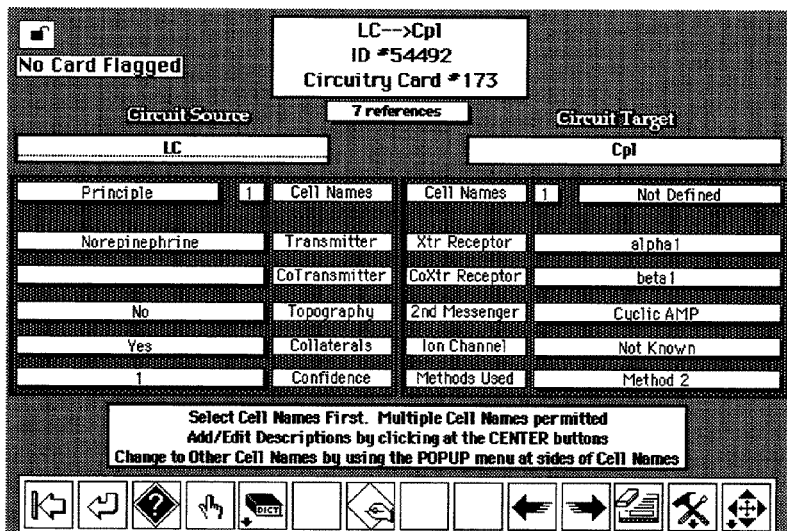 LC-->Cpl
ID #54492
Circuitry Card #173
No Card Flagged
7 references
Circuit Source
Circuit Target
LC
Cpl
Principle 1 Cell Names Cell Names 1 Not Defined
Norepinephrine Transmitter Xtr Receptor alpha1
CoTransmitter CoXtr Receptor beta1
No Topography 2nd Messenger Cyclic AMP
Yes Collaterals Ion Channel Not Known
1 Confidence Methods Used Method 2
Select Cell Names First. Multiple Cell Names permitted
Add/Edit Descriptions by clicking at the CENTER buttons
Change to Other Cell Names by using the POPUP menu at sides of Cell Names
? DICT